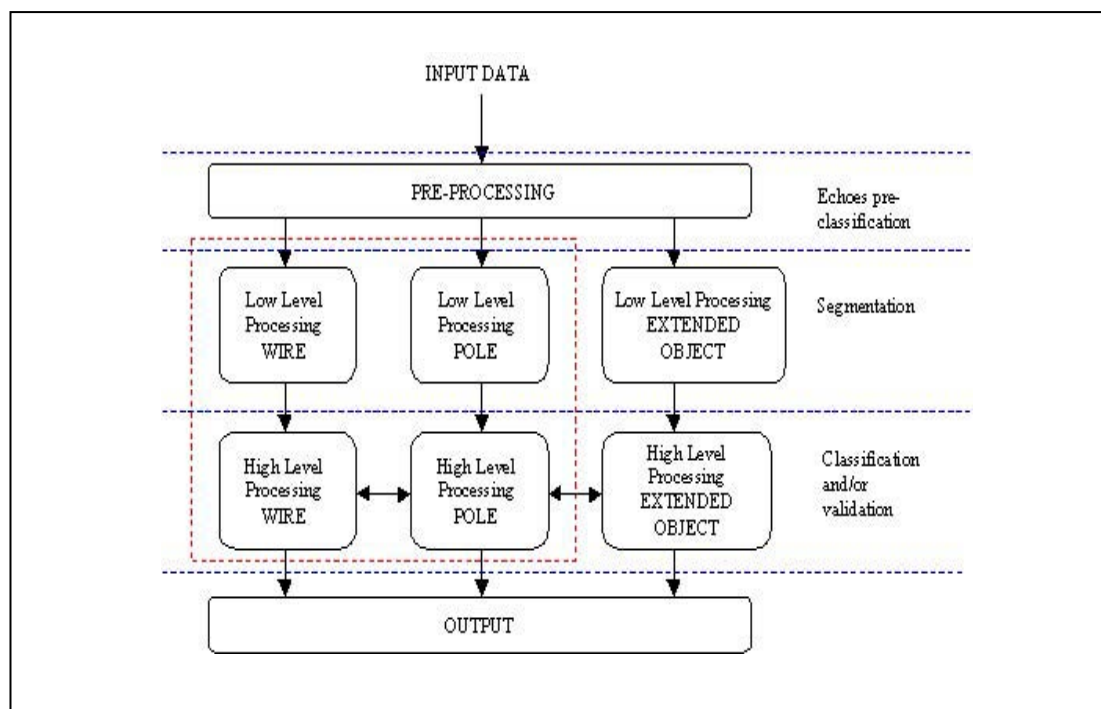 INPUT DATA
PRE-PROCESSING
Echoes pre-
classification
Low Level
Processing
WIRE
Low Level
Processing
POLE
Low Level Processing
EXTENDED
OBJECT
Segmentation
High Level
Processing
WIRE
High Level
Processing
POLE
High Level
Processing
EXTENDED
OBJECT
Classification
and/or
validation
OUTPUT